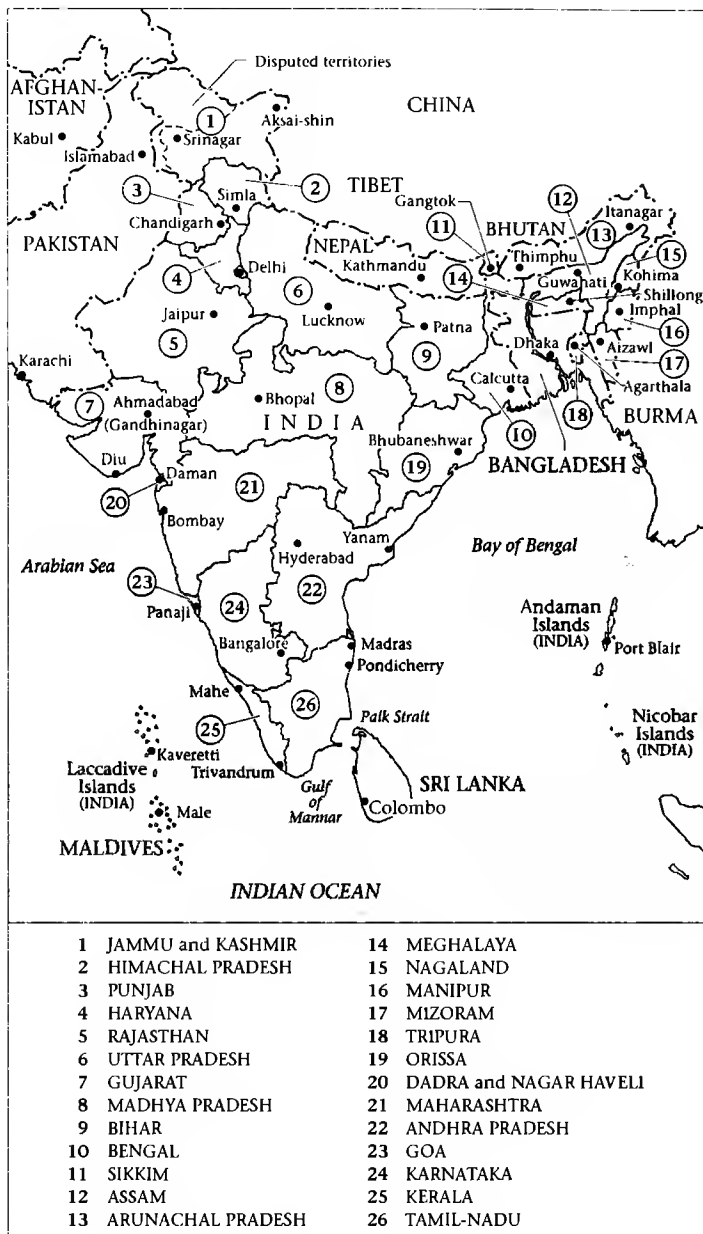 Disputed territories
AFGHAN-
ISTAN
CHINA
1
Aksai-shin
Kabul
Srinagar
Islamabad
3
2
TIBET
12
Simla
Gangtok
BHUTAN
Itanagar
13
Chandigarh
11
15
PAKISTAN
NEPAL
Thimphu
4
Delhi
Kathmandu
14
Guwahati
Kohima
6
Shillong
Jaipur
Lucknow
Imphal
Patna
16
5
Dhaka
9
Aizawl
Karachi
17
8
Calcutta
Agarthala
7
Ahmadabad
(Gandhinagar)
Bhopal
INDIA
18
BURMA
10
Bhubaneshwar
BANGLADESH
Diu
19
Daman
20
21
Bombay
Yanam
Hyderabad
Bay of Bengal
Arabian Sea
23
22
24
Panaji
Andaman
Islands
(INDIA)
Bangalore
Madras
Port Blair
Pondicherry
Mahe
26
Palk Strait
25
Nicobar
Islands
(INDIA)
Kaveretti
Trivandrum
Laccadive
Islands
(INDIA)
Gulf
of
Mannar
SRI LANKA
Male
Colombo
MALDIVES
INDIAN OCEAN
1 JAMMU and KASHMIR
2 HIMACHAL PRADESH
3 PUNJAB
4 HARYANA
5 RAJASTHAN
6 UTTAR PRADESH
7 GUJARAT
8 MADHYA PRADESH
9 BIHAR
10 BENGAL
11 SIKKIM
12 ASSAM
13 ARUNACHAL PRADESH
14 MEGHALAYA
15 NAGALAND
16 MANIPUR
17 MIZORAM
18 TRIPURA
19 ORISSA
20 DADRA and NAGAR HAVELI
21 MAHARASHTRA
22 ANDHRA PRADESH
23 GOA
24 KARNATAKA
25 KERALA
26 TAMIL-NADU